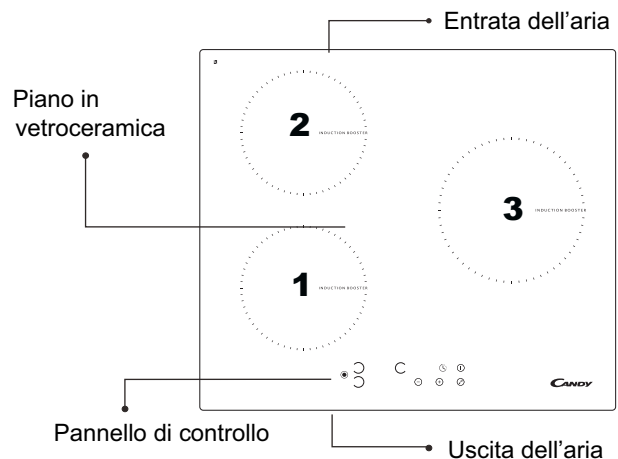 Entrata dell'aria
Piano in
vetroceramica
2
INDUCTION BOOSTER
3
INDUCTION BOOSTER
1
INDUCTION BOOSTER
CANDY
Pannello di controllo
Uscita dell'aria